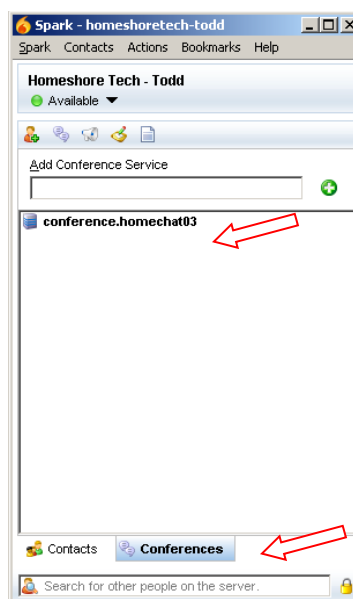 Spark - homeshoretech-todd
Spark Contacts Actions Bookmarks Help
Homeshore Tech - Todd
Available
Add Conference Service
conference.homechat03
Contacts Conferences
Search for other people on the server.